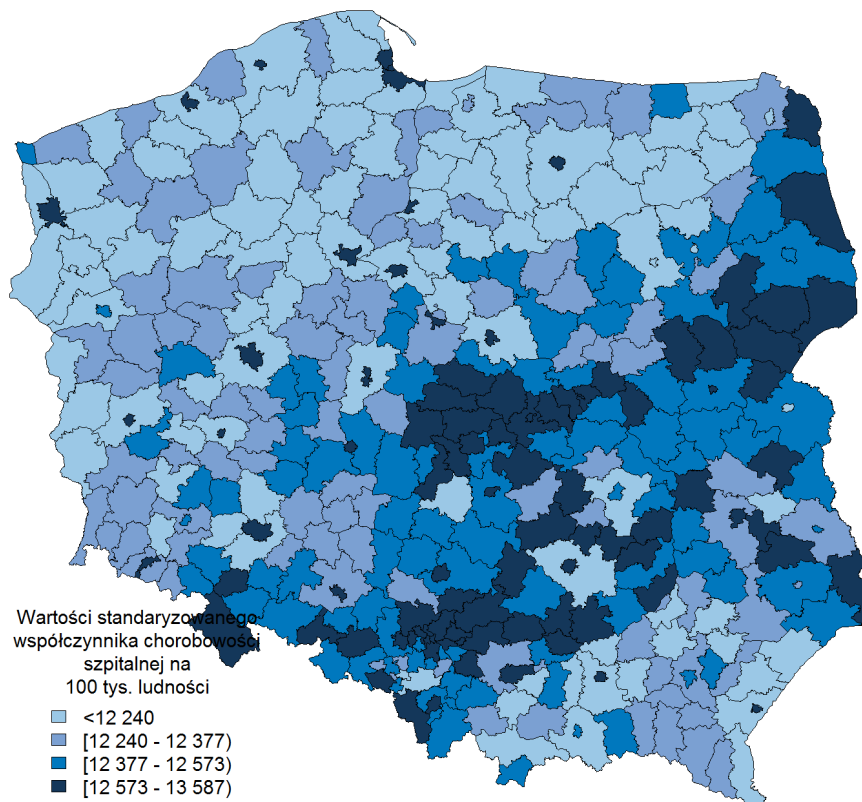 Wartości standaryzowanego
współczynnika chorobowości
szpitalnej na
100 tys. ludności
<12 240
[12 240 - 12 377)
[12 377 - 12 573)
[12 573 - 13 587)